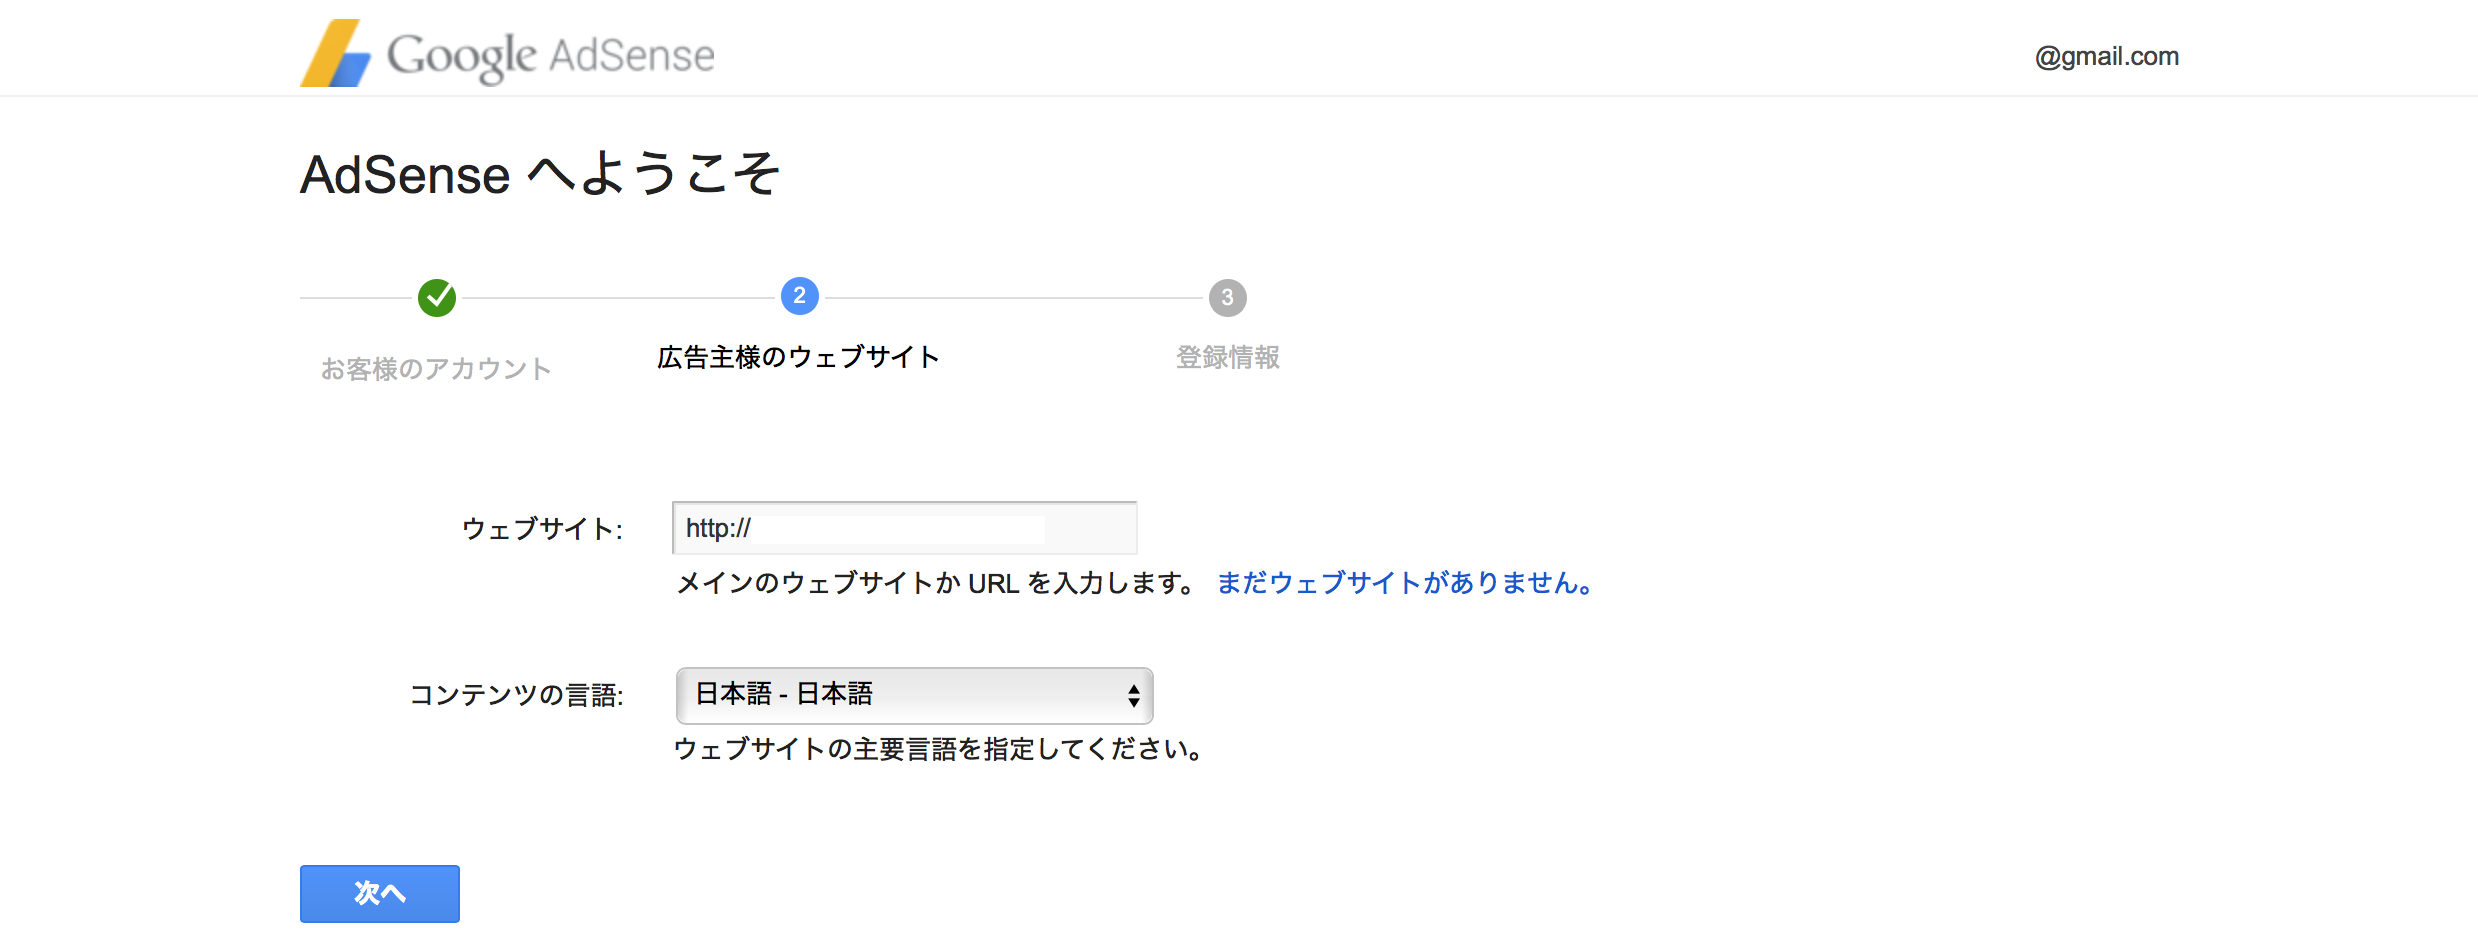 Google AdSense
@gmail.com
AdSense へようこそ
2
3
お客様のアカウント
広告主様のウェブサイト
登録情報
ウェブサイト:
http://
メインのウェブサイトか URL を入力します。 まだウェブサイトがありません。
コンテンツの言語:
日本語 - 日本語
ウェブサイトの主要言語を指定してください。
次へ